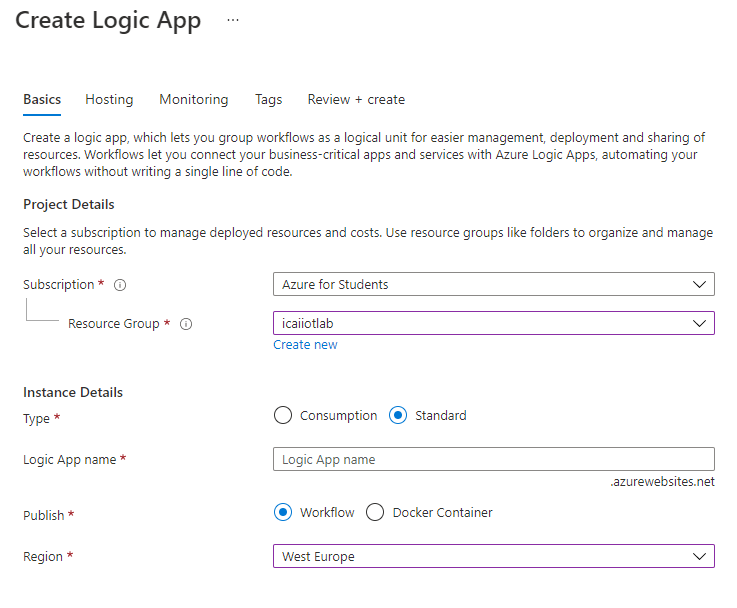 Create Logic App ...
Basics Hosting Monitoring Tags Review + create
Create a logic app, which lets you group workflows as a logical unit for easier management, deployment and sharing of
resources. Workflows let you connect your business-critical apps and services with Azure Logic Apps, automating your
workflows without writing a single line of code.
Project Details
Select a subscription to manage deployed resources and costs. Use resource groups like folders to organize and manage
all your resources.
Subscription * Azure for Students
Resource Group * icaiiotlab
Create new
Instance Details
Type * Consumption Standard
Logic App name * Logic App name
.azurewebsites.net
Publish * Workflow Docker Container
Region * West Europe